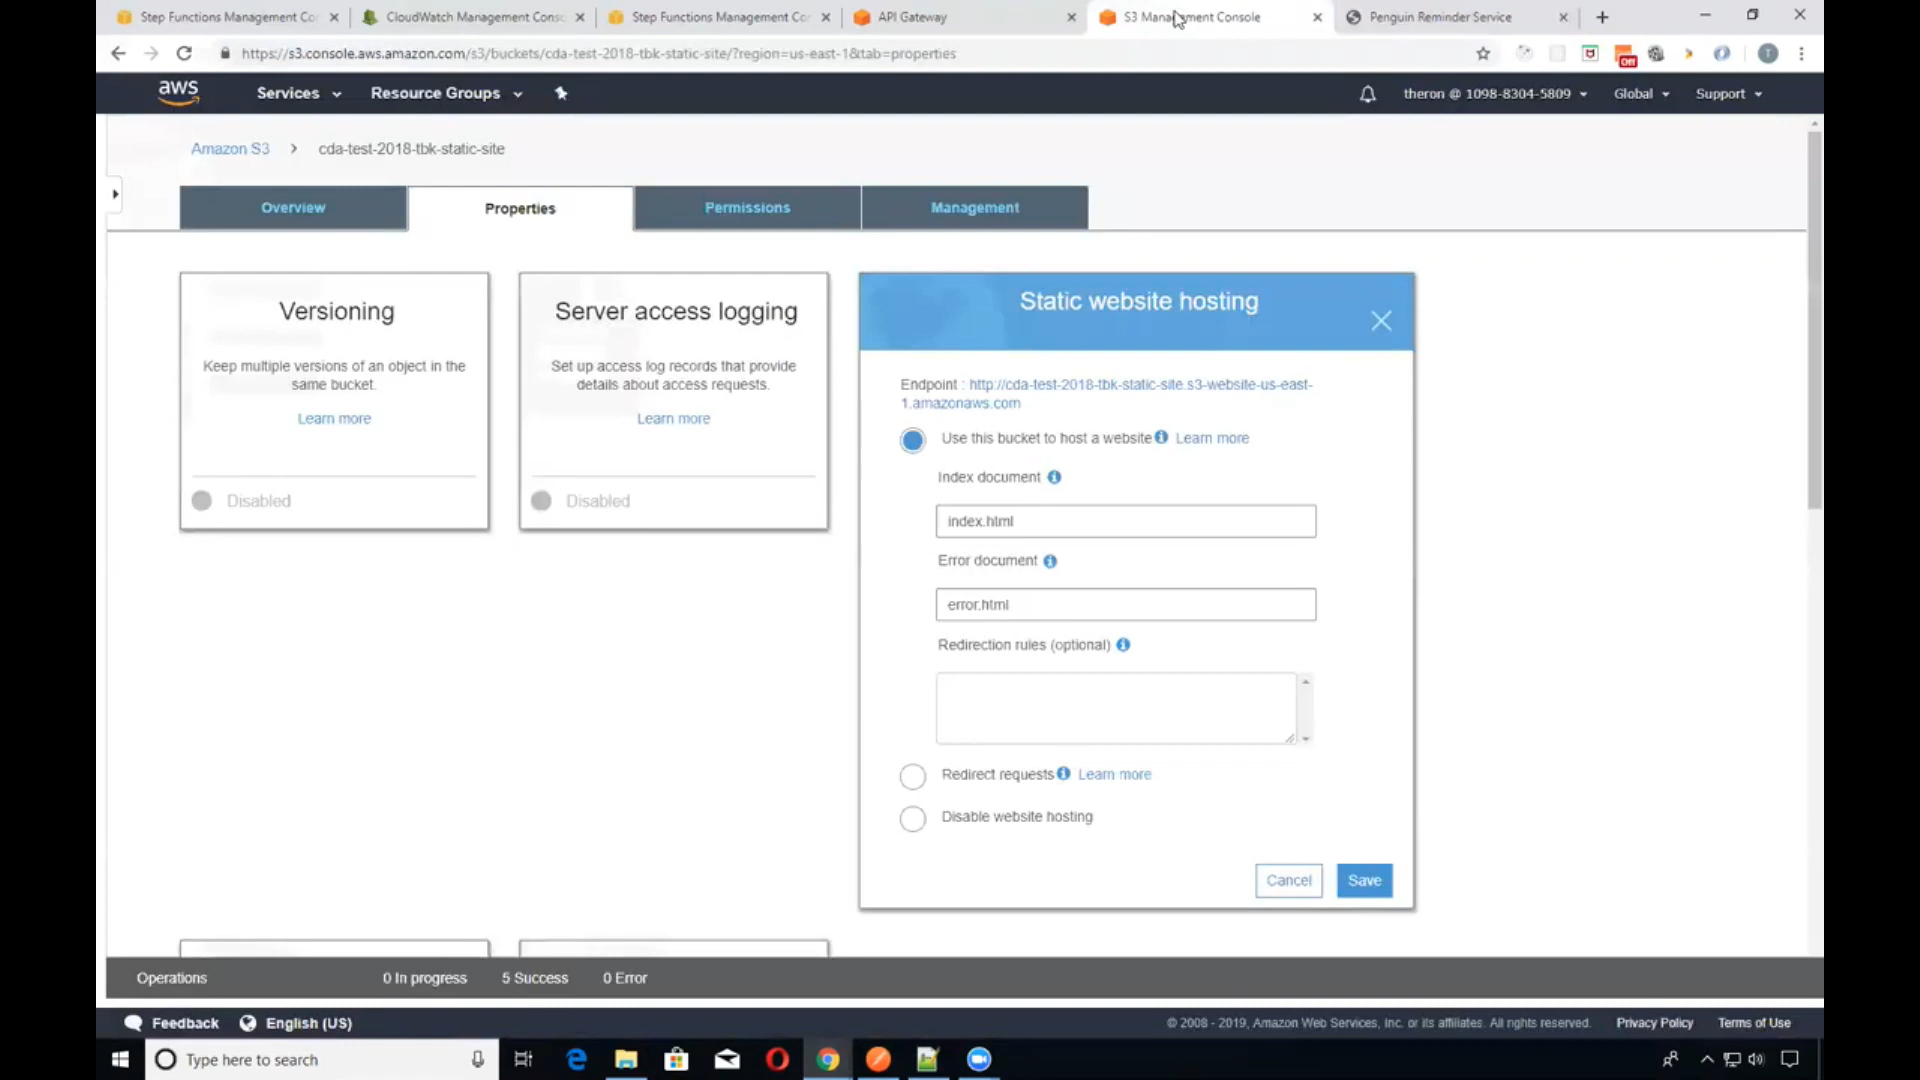 Step Functions Management Co
CloudWatch Management Conso
Step Functions Management Co
API Gateway
S3 Management Console
Penguin Reminder Service
https://s3.console.aws.amazon.com/s3/buckets/cda-test-2018-tbk-static-site/?region=us-east-1&tab=properties
Off
T
aws
Services
Resource Groups
theron @ 1098-8304-5809
Global
Support
Amazon S3 > cda-test-2018-tbk-static-site
Overview
Properties
Permissions
Management
Versioning
Keep multiple versions of an object in the
same bucket.
Learn more
Disabled
Server access logging
Set up access log records that provide
details about access requests.
Learn more
Disabled
Static website hosting
Endpoint : http://cda-test-2018-tbk-static-site.s3-website-us-east-
1.amazonaws.com
Use this bucket to host a website Learn more
Index document
index.html
Error document
error.html
Redirection rules (optional)
Redirect requests Learn more
Disable website hosting
Cancel
Save
Operations
0 In progress
5 Success
0 Error
Feedback
English (US)
© 2008 - 2019, Amazon Web Services, Inc. or its affiliates. All rights reserved.
Privacy Policy
Terms of Use
Type here to search